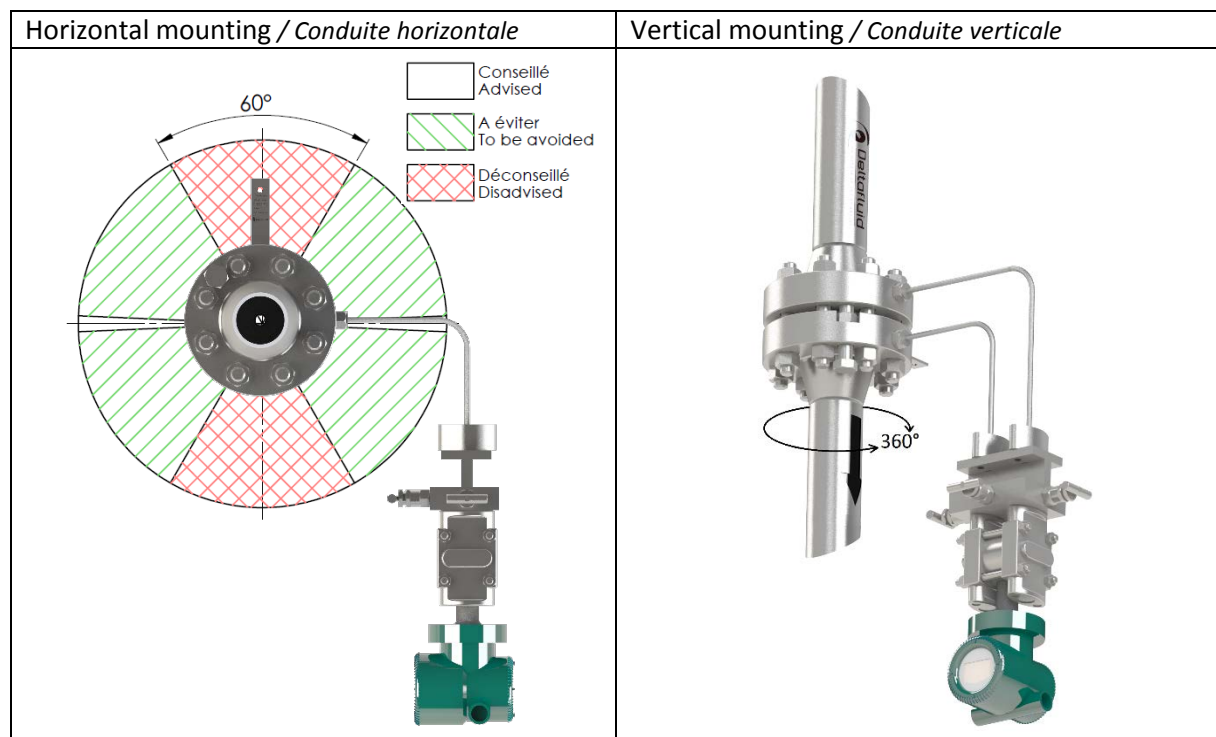 Horizontal mounting / Conduite horizontale
Vertical mounting / Conduite verticale
Conseillé
Advised
60°
A éviter
To be avoided
Déconseillé
Disadvised
Deltafluid
360°